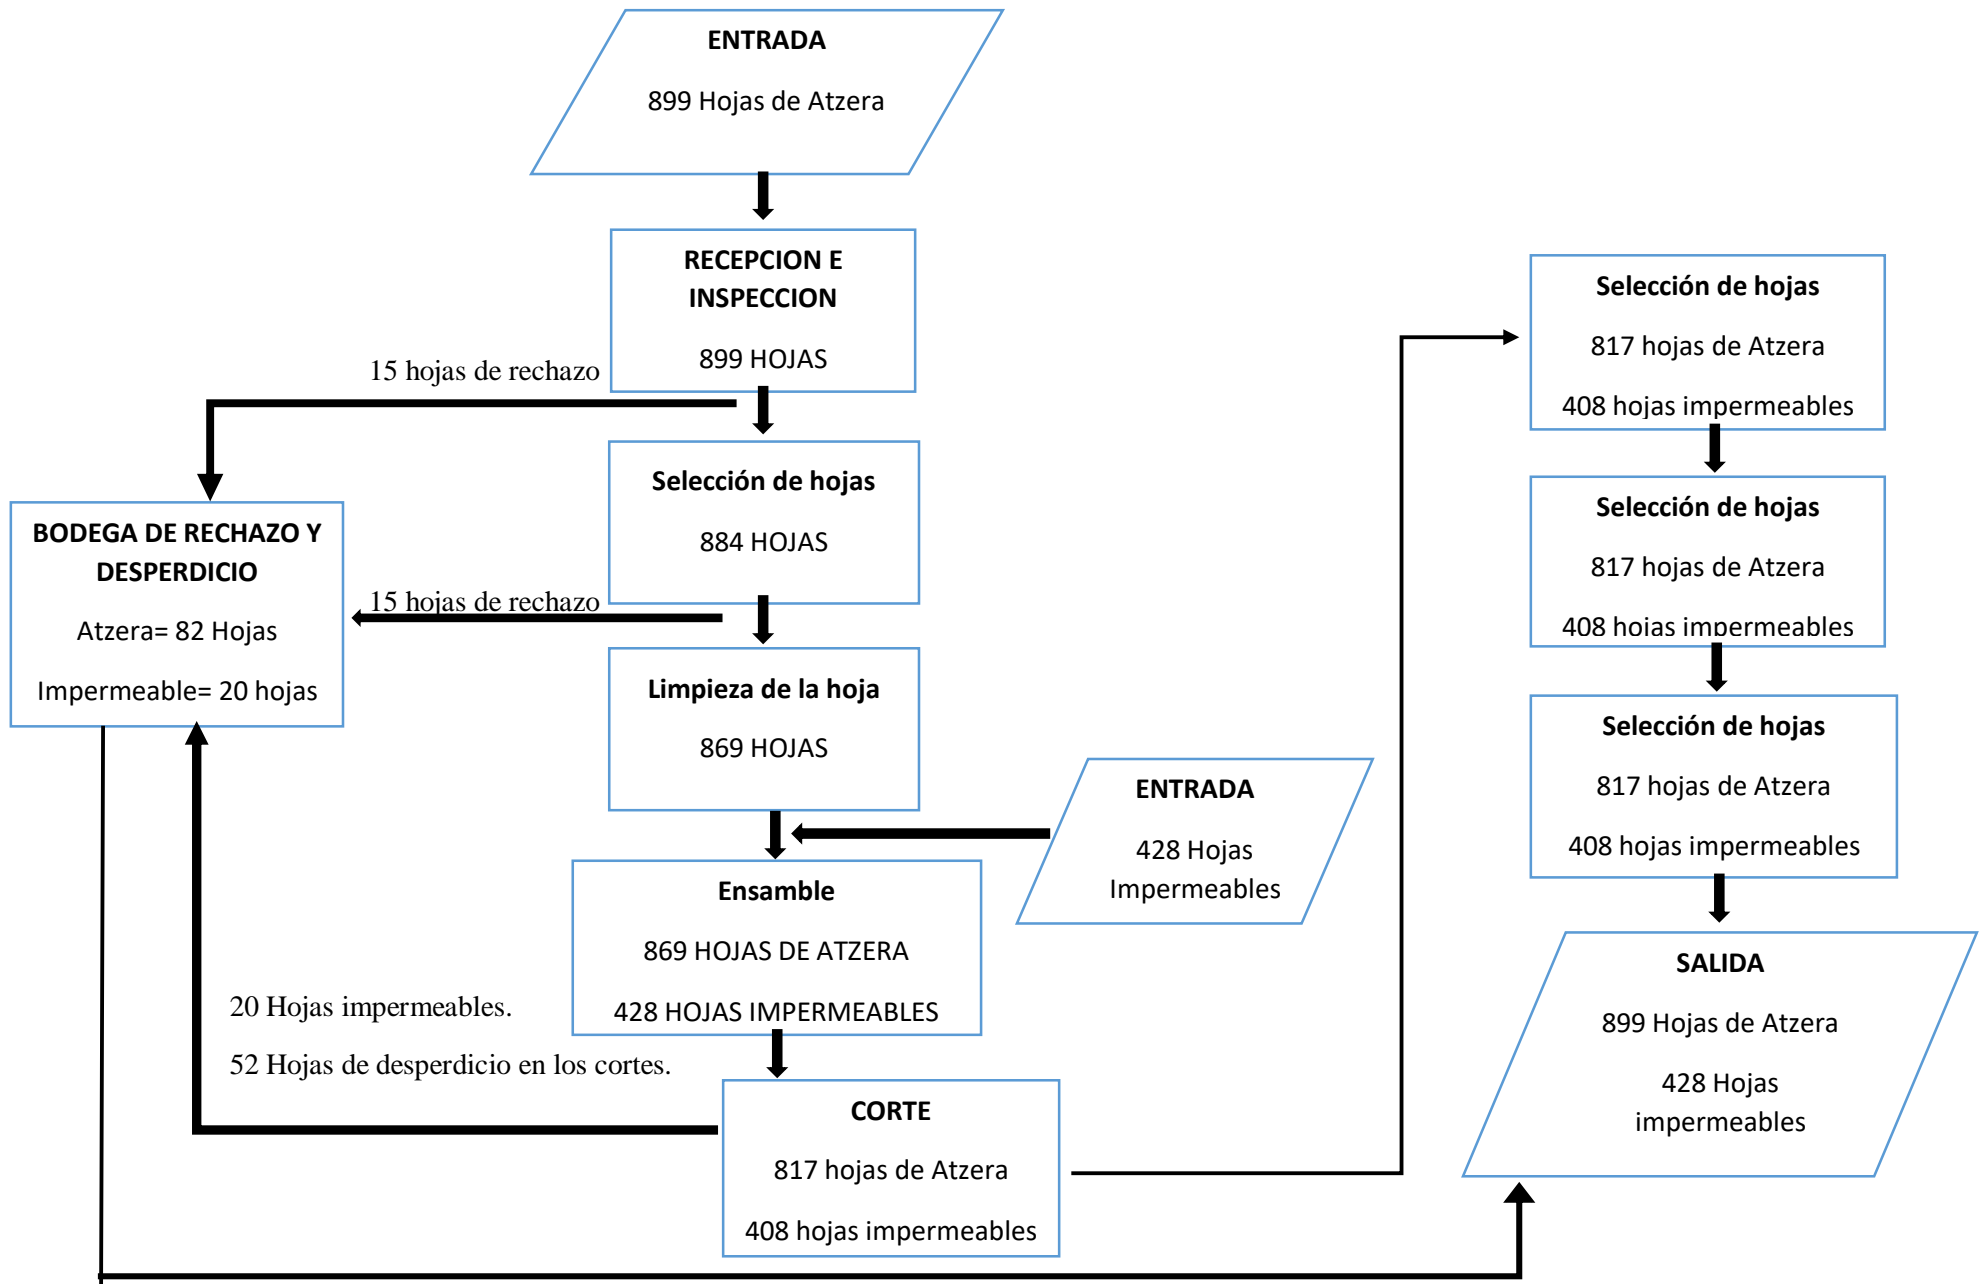 ENTRADA
899 Hojas de Atzera
RECEPCION E
INSPECCION
899 HOJAS
15 hojas de rechazo
Selección de hojas
884 HOJAS
BODEGA DE RECHAZO Y
DESPERDICIO
Atzera= 82 Hojas
Impermeable= 20 hojas
15 hojas de rechazo
Limpieza de la hoja
869 HOJAS
ENTRADA
428 Hojas
Impermeables
Ensamble
869 HOJAS DE ATZERA
428 HOJAS IMPERMEABLES
20 Hojas impermeables.
52 Hojas de desperdicio en los cortes.
CORTE
817 hojas de Atzera
408 hojas impermeables
Selección de hojas
817 hojas de Atzera
408 hojas impermeables
Selección de hojas
817 hojas de Atzera
408 hojas impermeables
Selección de hojas
817 hojas de Atzera
408 hojas impermeables
SALIDA
899 Hojas de Atzera
428 Hojas
impermeables